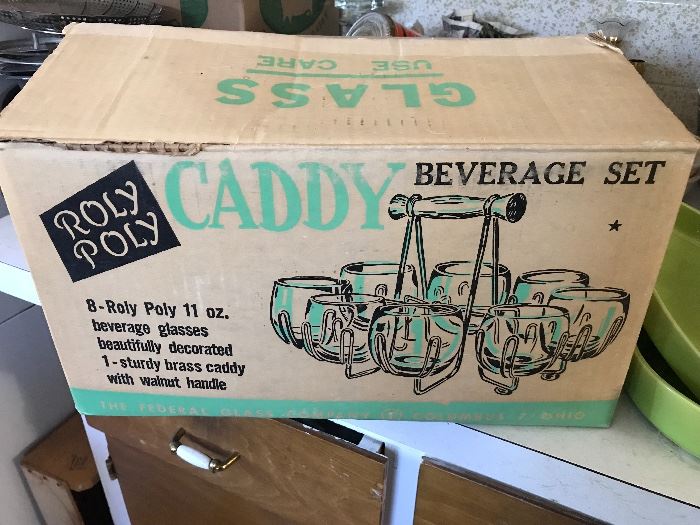 GLASS
USE CARE
ROLY
POLY
CADDY
BEVERAGE SET
8-Roly Poly 11 oz.
beverage glasses
beautifully decorated
1-sturdy brass caddy
with walnut handle
THE FEDERAL GLASS COMPANY F COLUMBUS 7, OHIO